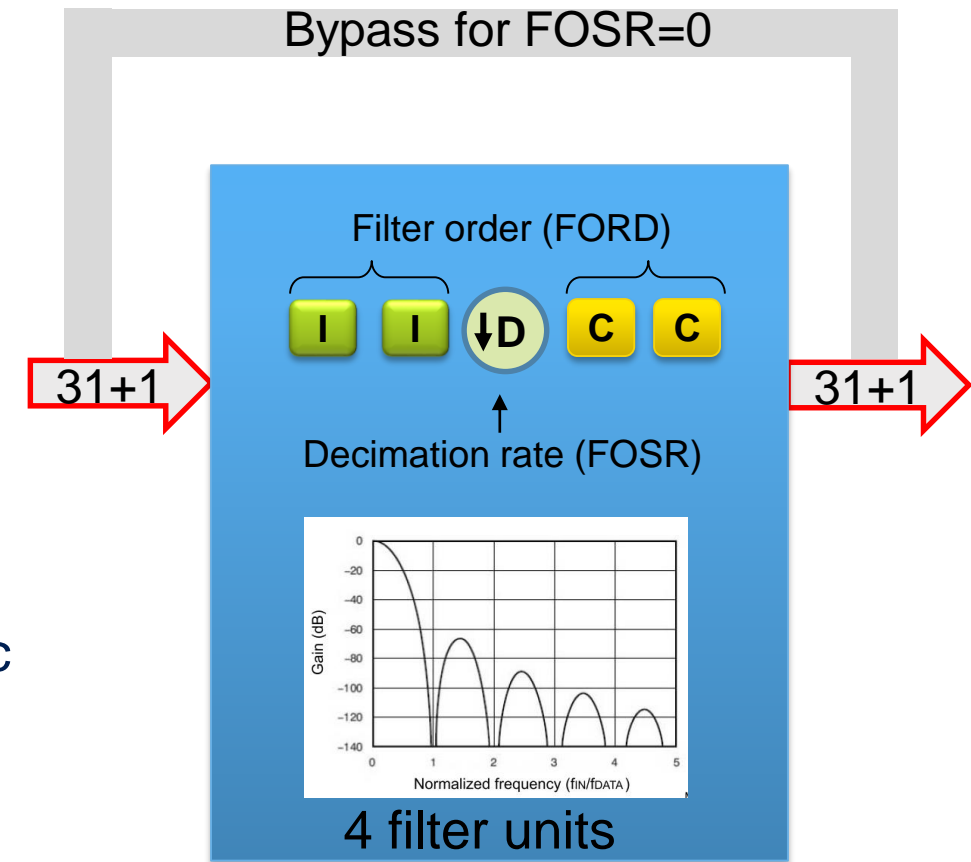 Bypass for FOSR=0
Filter order (FORD)
I I ↓D C C
31+1 31+1
Decimation rate (FOSR)
0
-20
-40
-60
-80
-100
-120
-140
Gain (dB)
0 1 2 3 4 5
Normalized frequency (fIN/fDATA)
c
4 filter units